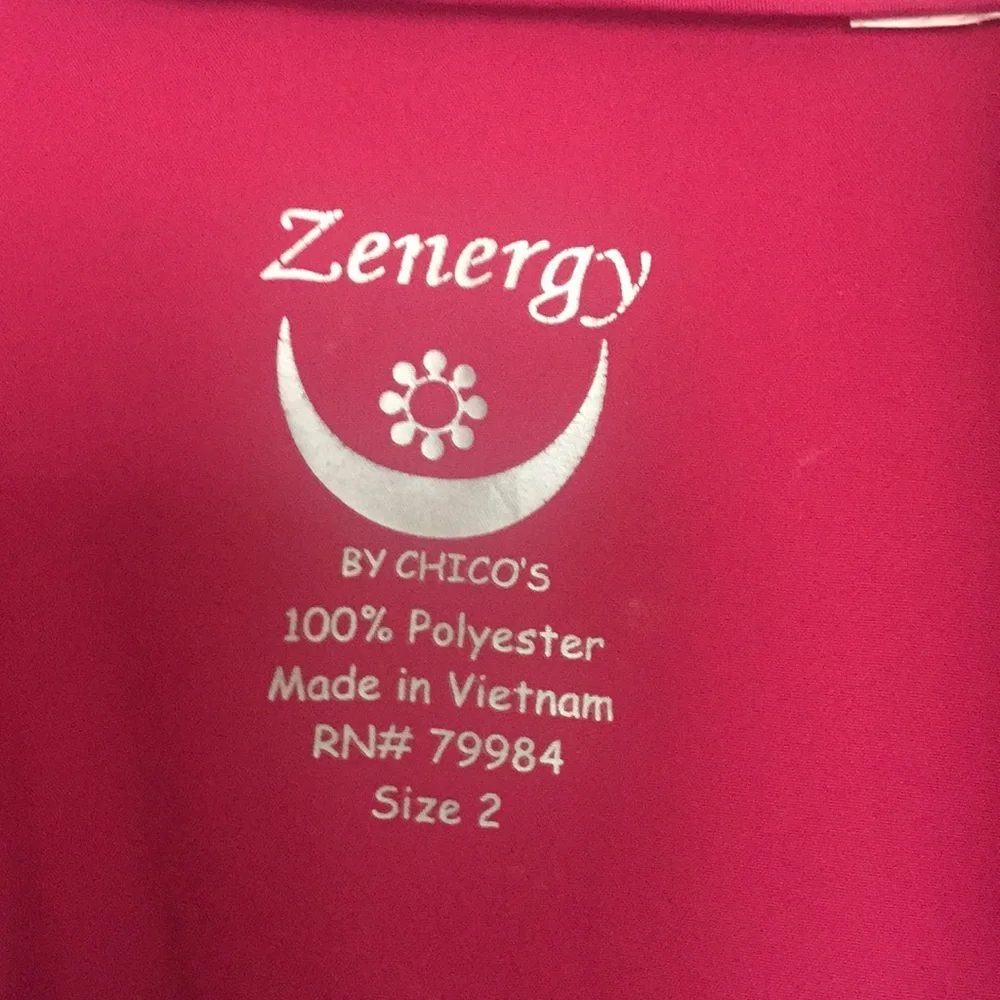 Zenergy
BY CHICO'S
100% Polyester
Made in Vietnam
RN# 79984
Size 2